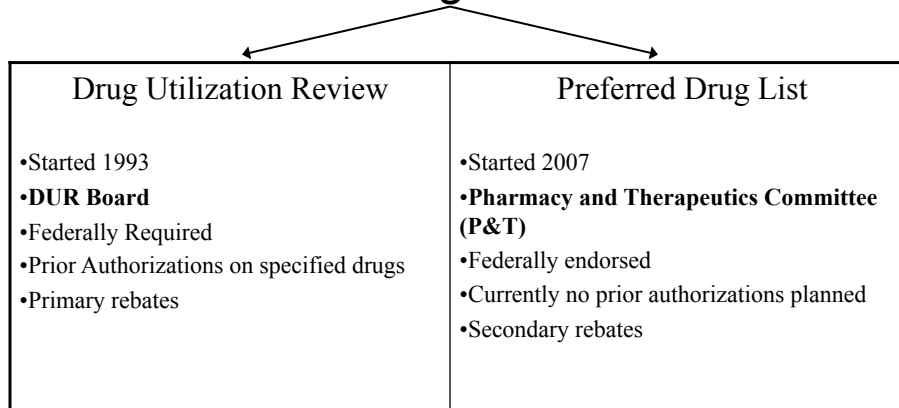 Drug Utilization Review
•Started 1993
•DUR Board
•Federally Required
•Prior Authorizations on specified drugs
•Primary rebates
Preferred Drug List
•Started 2007
•Pharmacy and Therapeutics Committee
(P&T)
•Federally endorsed
•Currently no prior authorizations planned
•Secondary rebates